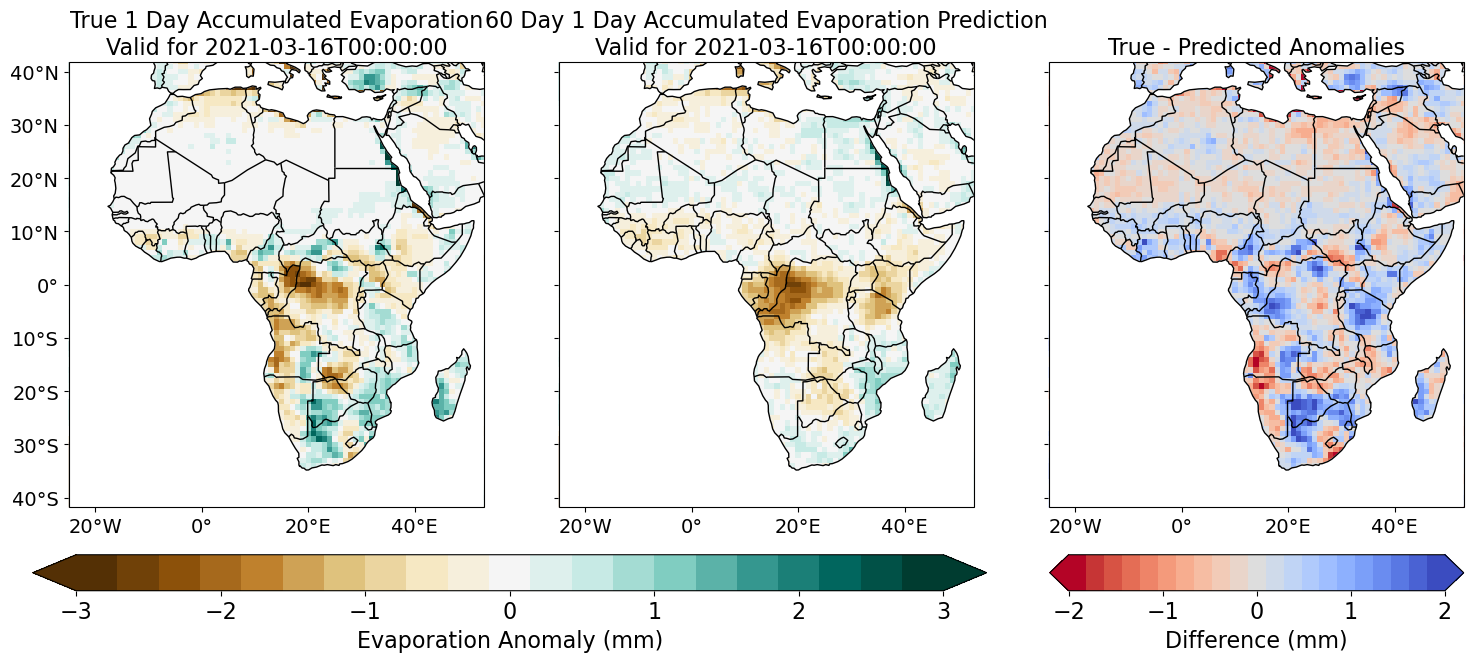 True 1 Day Accumulated Evaporation
Valid for 2021-03-16T00:00:00
60 Day 1 Day Accumulated Evaporation Prediction
Valid for 2021-03-16T00:00:00
True - Predicted Anomalies
40°N
30°N
20°N
10°N
0°
10°S
20°S
30°S
40°S
20°W 0° 20°E 40°E
20°W 0° 20°E 40°E
20°W 0° 20°E 40°E
−3 −2 −1 0 1 2 3
Evaporation Anomaly (mm)
−2 −1 0 1 2
Difference (mm)